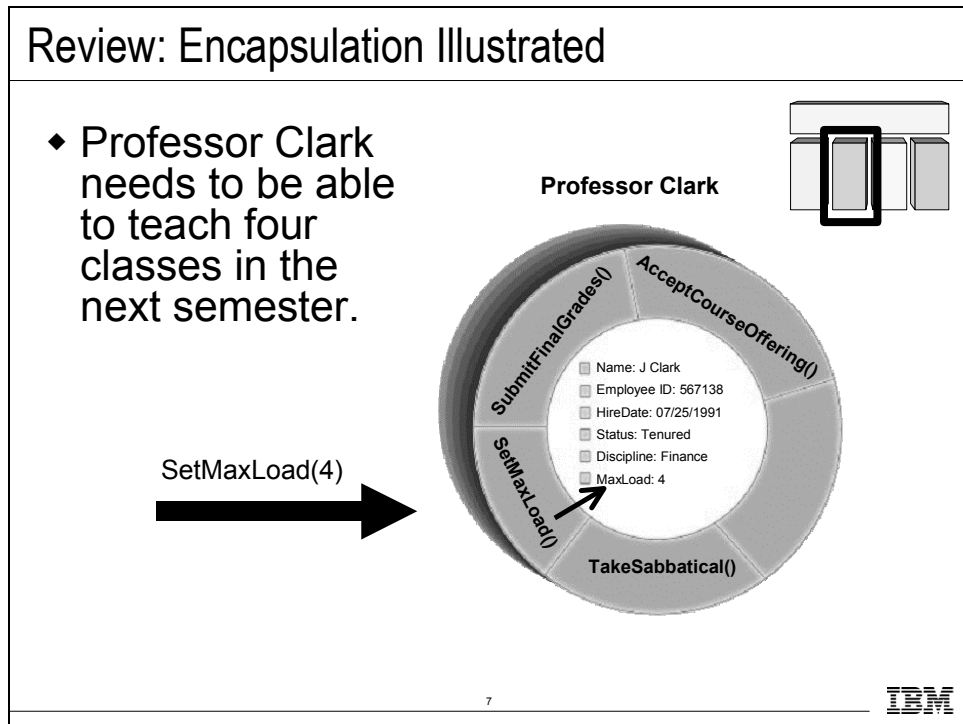 Review: Encapsulation Illustrated
◆ Professor Clark
needs to be able
to teach four
classes in the
next semester.
Professor Clark
SubmitFinalGrades()
AcceptCourseOffering()
Name: J Clark
Employee ID: 567138
HireDate: 07/25/1991
Status: Tenured
Discipline: Finance
MaxLoad: 4
SetMaxLoad(4)
SetMaxLoad()
TakeSabbatical()
7
IBM